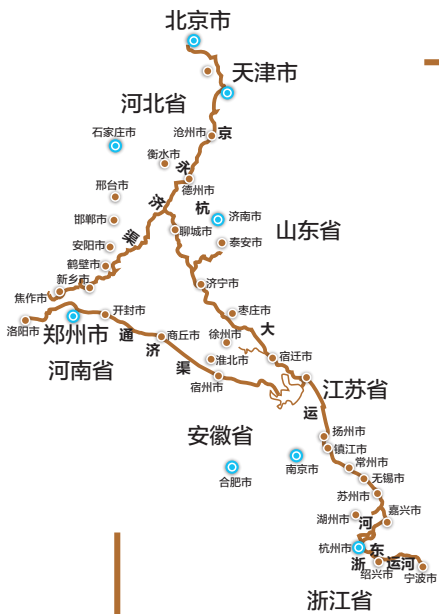 北京市
天津市
河北省
石家庄市
沧州市
京
衡水市
永
德州市
邢台市
济
杭
济南市
邯郸市
聊城市
山东省
渠
安阳市
泰安市
鹤壁市
新乡市
济宁市
焦作市
开封市
枣庄市
洛阳市
郑州市
通
商丘市
徐州市
大
河南省
济
淮北市
宿迁市
渠
宿州市
江苏省
运
安徽省
扬州市
镇江市
南京市
常州市
合肥市
无锡市
苏州市
湖州市
河
嘉兴市
杭州市
浙
东
运河
绍兴市
宁波市
浙江省